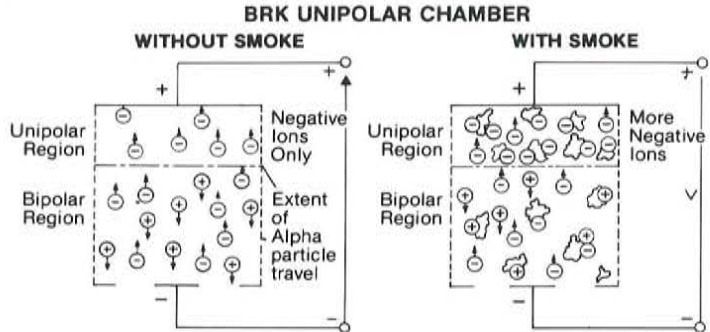 BRK UNIPOLAR CHAMBER
WITHOUT SMOKE
WITH SMOKE
+
+
Unipolar
Region
Negative
Ions
Only
Bipolar
Region
Extent
of
Alpha
particle
travel
−
−
+
+
Unipolar
Region
More
Negative
Ions
Bipolar
Region
V
−
−